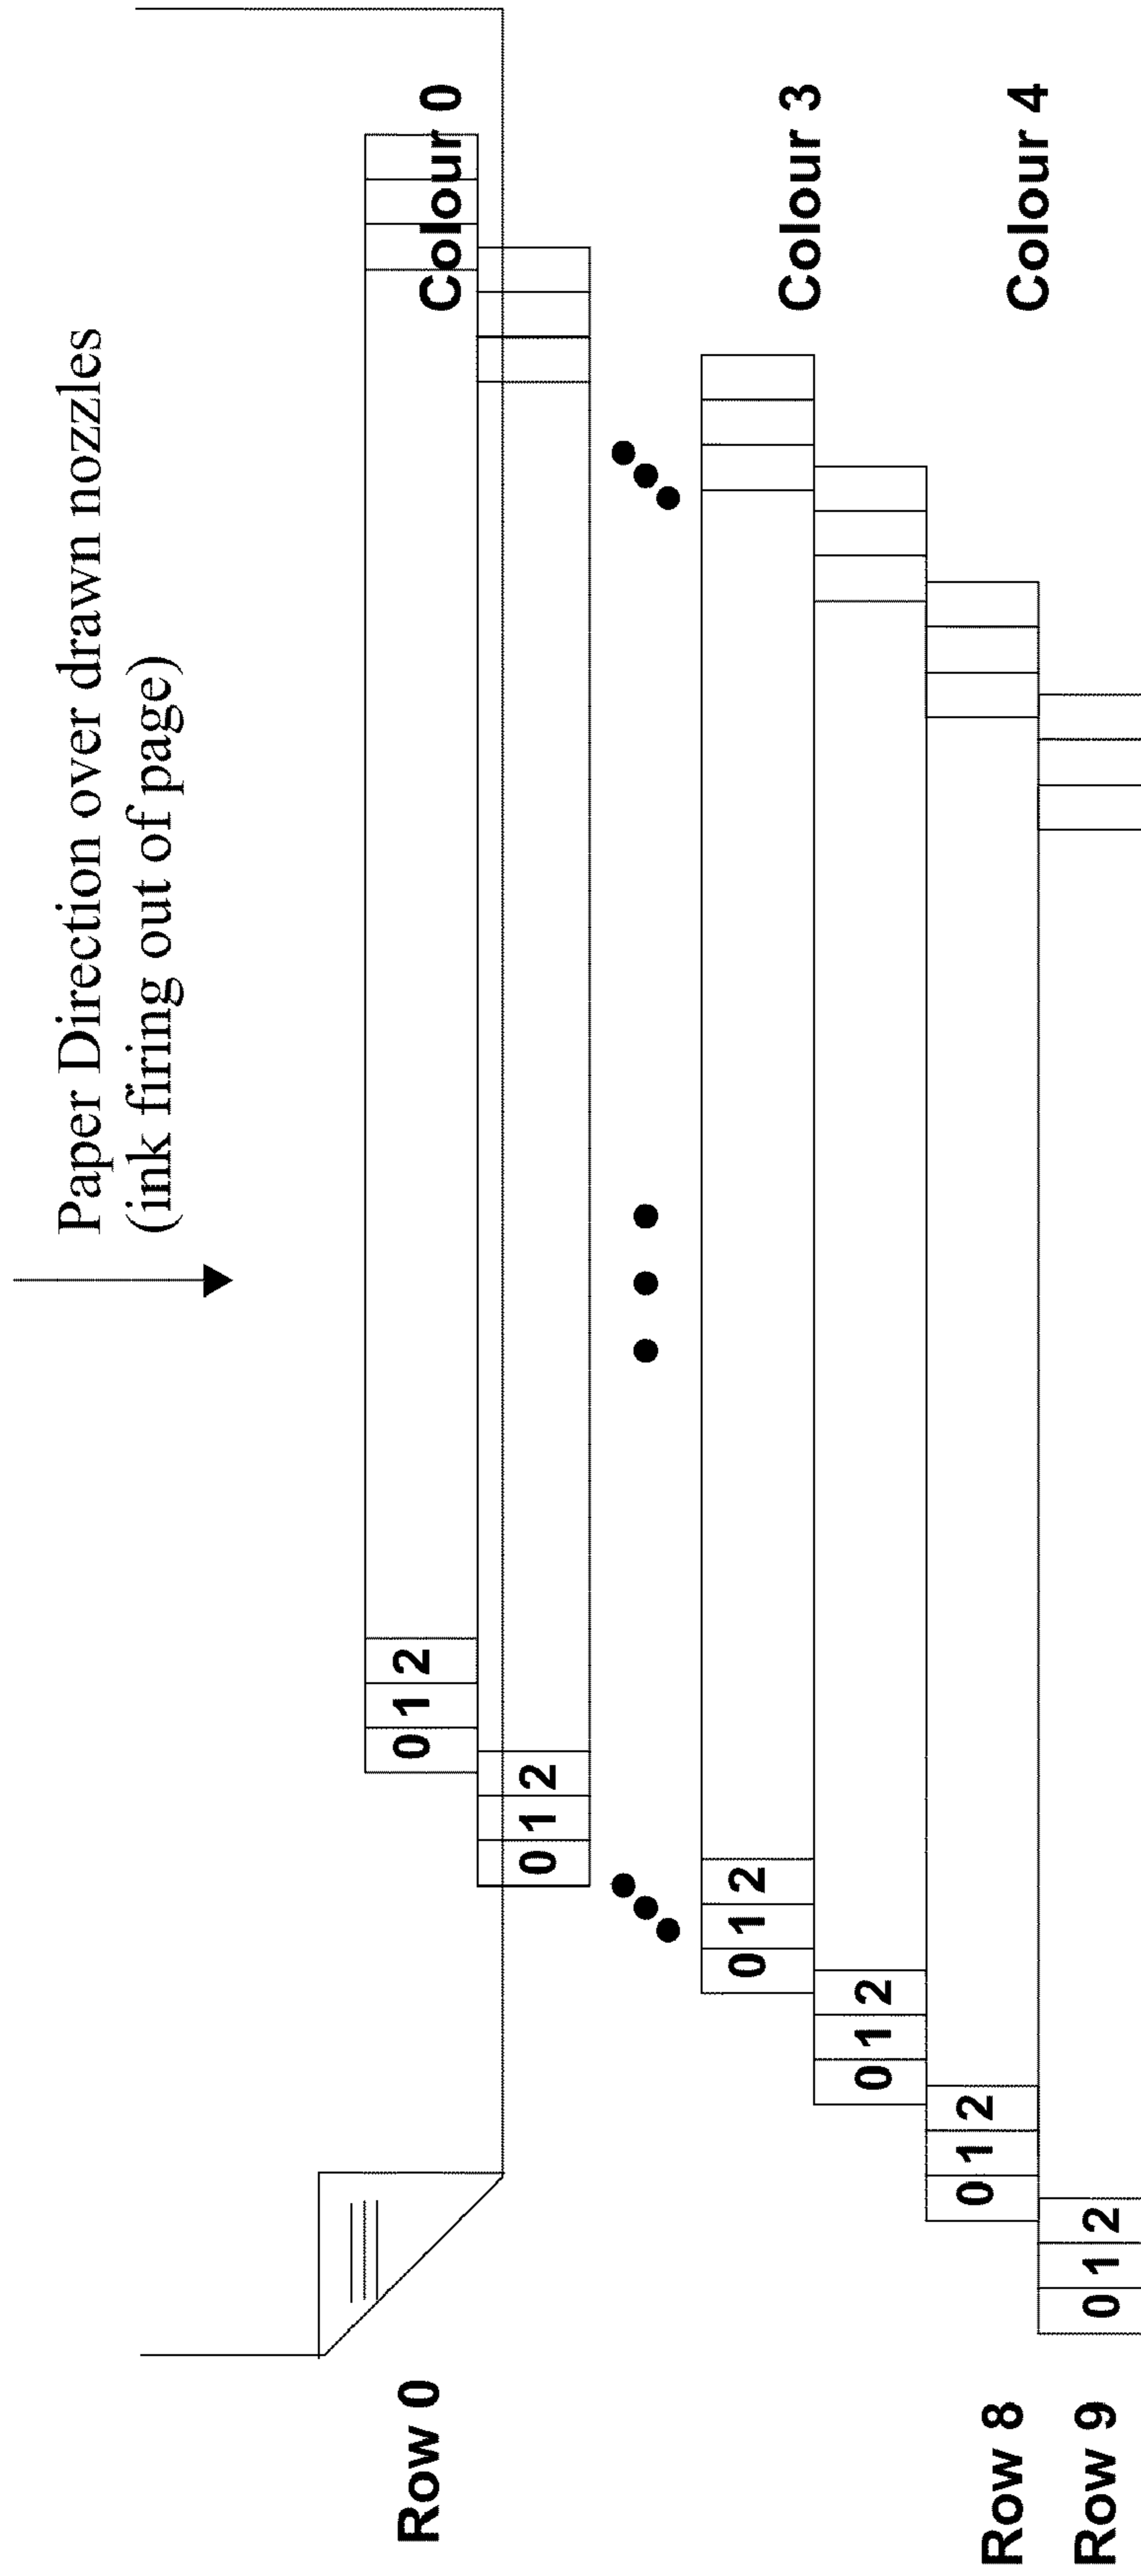 Paper Direction over drawn nozzles
(ink firing out of page)
Row 0
0 1 2
Colour 0
0 1 2
0 1 2
Colour 3
0 1 2
Row 8
0 1 2
Colour 4
Row 9
0 1 2